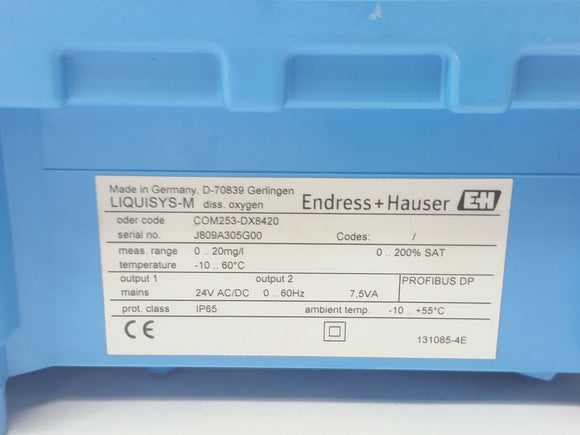 Made in Germany, D-70839 Gerlingen
LIQUISYS-M diss. oxygen Endress+Hauser EH
oder code COM253-DX8420
serial no. J809A305G00 Codes: /
meas. range 0 .. 20mg/l 0 .. 200% SAT
temperature -10 .. 60°C
output 1 output 2 PROFIBUS DP
mains 24V AC/DC 0 .. 60Hz 7,5VA
prot. class IP65 ambient temp. -10 .. +55°C
CE 131085-4E